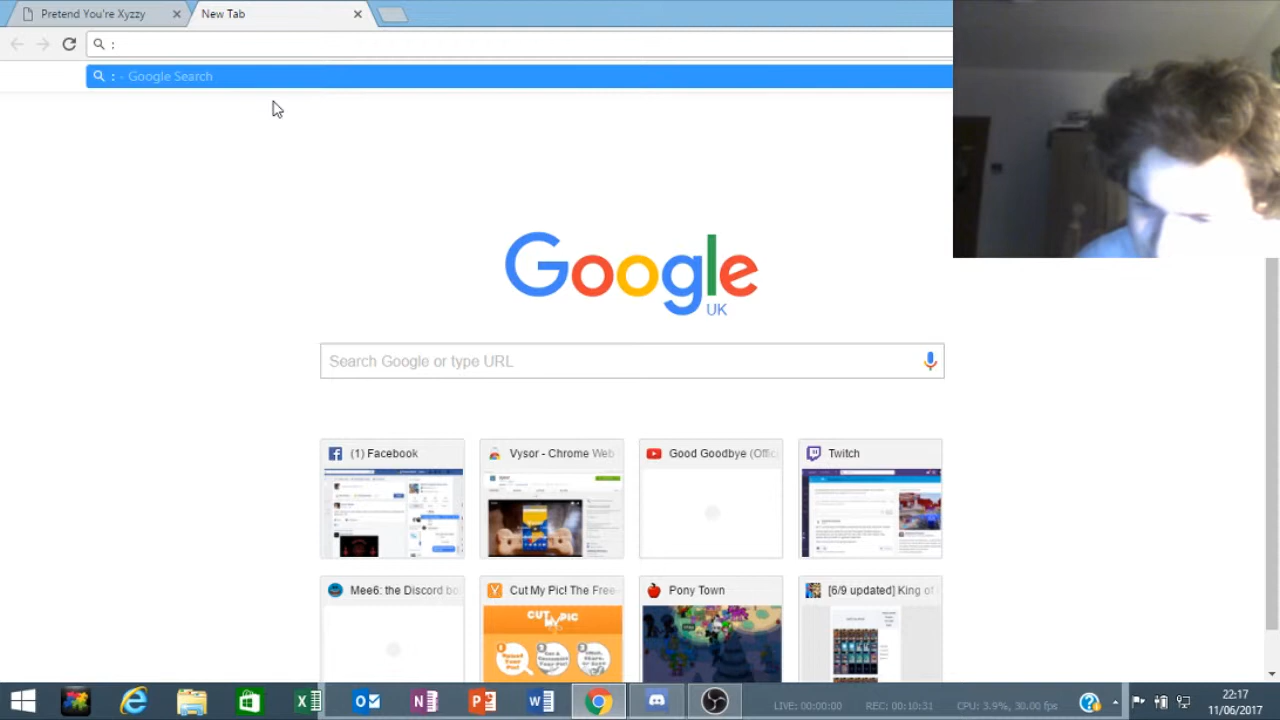 Pretend You're Xyzzy
New Tab
:
: - Google Search
Google
UK
Search Google or type URL
(1) Facebook
Vysor - Chrome Web
Good Goodbye (Offic
Twitch
Mee6: the Discord bo
Cut My Pic! The Free
Pony Town
[6/9 updated] King of
CUT MY PIC
LIVE: 00:00:00
REC: 00:10:31
CPU: 3.9%, 30.00 fps
22:17
11/06/2017